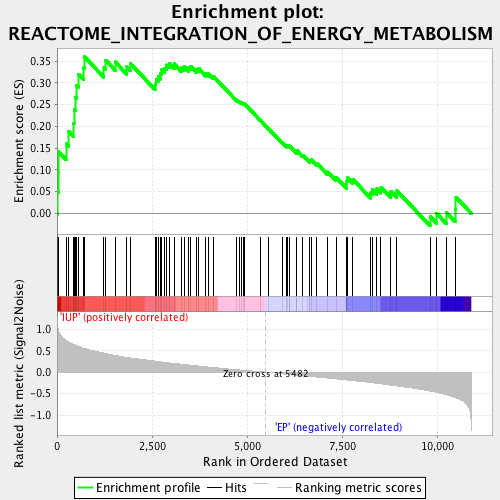 Enrichment plot:
REACTOME_INTEGRATION_OF_ENERGY_METABOLISM
Enrichment score (ES)
0.35
0.30
0.25
0.20
0.15
0.10
0.05
0.00
'IUP' (positively correlated)
Ranked list metric (Signal2Noise)
1.0
0.5
0.0
-0.5
-1.0
Zero cross at 5482
'EP' (negatively correlated)
0
2,500
5,000
7,500
10,000
Rank in Ordered Dataset
Enrichment profile
Hits
Ranking metric scores